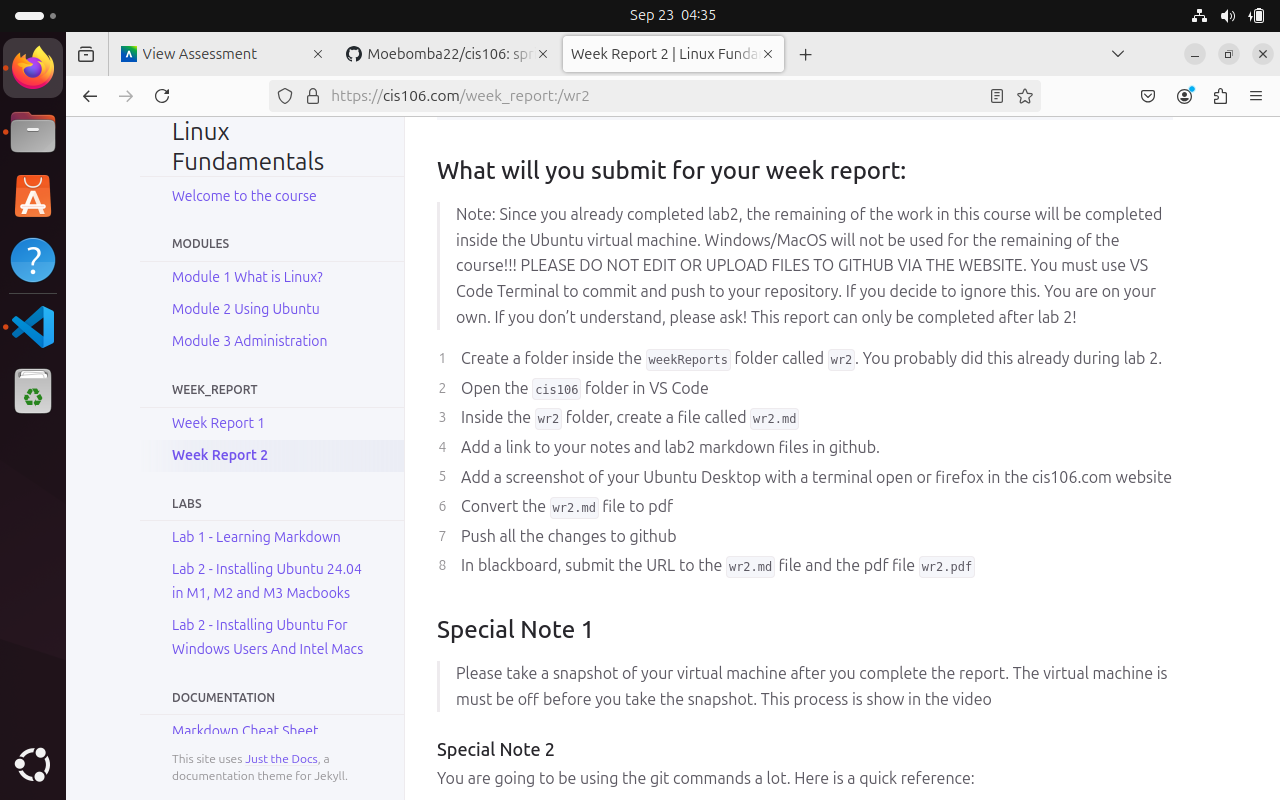 Sep 23 04:35
View Assessment
Moebomba22/cis106: spr
Week Report 2 | Linux Funda
https://cis106.com/week_report:/wr2
Linux
Fundamentals
Welcome to the course
MODULES
Module 1 What is Linux?
Module 2 Using Ubuntu
Module 3 Administration
WEEK_REPORT
Week Report 1
Week Report 2
LABS
Lab 1 - Learning Markdown
Lab 2 - Installing Ubuntu 24.04
in M1, M2 and M3 Macbooks
Lab 2 - Installing Ubuntu For
Windows Users And Intel Macs
DOCUMENTATION
Markdown Cheat Sheet
This site uses Just the Docs, a
documentation theme for Jekyll.
What will you submit for your week report:
Note: Since you already completed lab2, the remaining of the work in this course will be completed
inside the Ubuntu virtual machine. Windows/MacOS will not be used for the remaining of the
course!!! PLEASE DO NOT EDIT OR UPLOAD FILES TO GITHUB VIA THE WEBSITE. You must use VS
Code Terminal to commit and push to your repository. If you decide to ignore this. You are on your
own. If you don’t understand, please ask! This report can only be completed after lab 2!
1 Create a folder inside the weekReports folder called wr2. You probably did this already during lab 2.
2 Open the cis106 folder in VS Code
3 Inside the wr2 folder, create a file called wr2.md
4 Add a link to your notes and lab2 markdown files in github.
5 Add a screenshot of your Ubuntu Desktop with a terminal open or firefox in the cis106.com website
6 Convert the wr2.md file to pdf
7 Push all the changes to github
8 In blackboard, submit the URL to the wr2.md file and the pdf file wr2.pdf
Special Note 1
Please take a snapshot of your virtual machine after you complete the report. The virtual machine is
must be off before you take the snapshot. This process is show in the video
Special Note 2
You are going to be using the git commands a lot. Here is a quick reference: